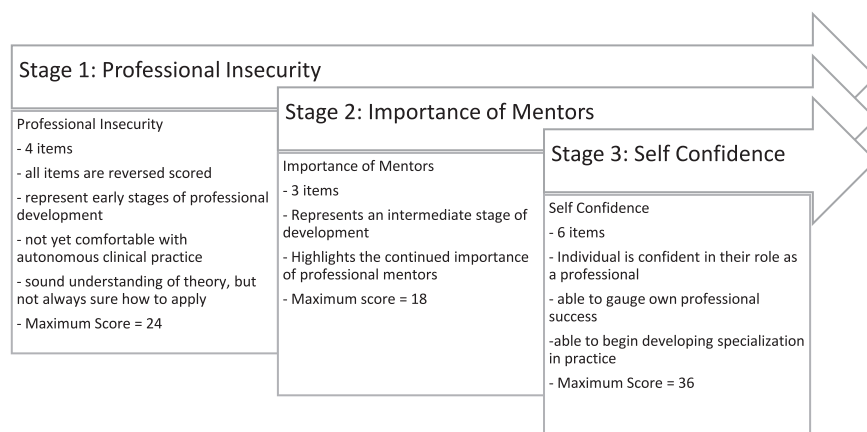 Stage 1: Professional Insecurity
Professional Insecurity
- 4 items
- all items are reversed scored
- represent early stages of professional
development
- not yet comfortable with
autonomous clinical practice
- sound understanding of theory, but
not always sure how to apply
- Maximum Score = 24
Stage 2: Importance of Mentors
Importance of Mentors
- 3 items
- Represents an intermediate stage of
development
- Highlights the continued importance
of professional mentors
- Maximum score = 18
Stage 3: Self Confidence
Self Confidence
- 6 items
- Individual is confident in their role as
a professional
- able to gauge own professional
success
-able to begin developing specialization
in practice
- Maximum Score = 36